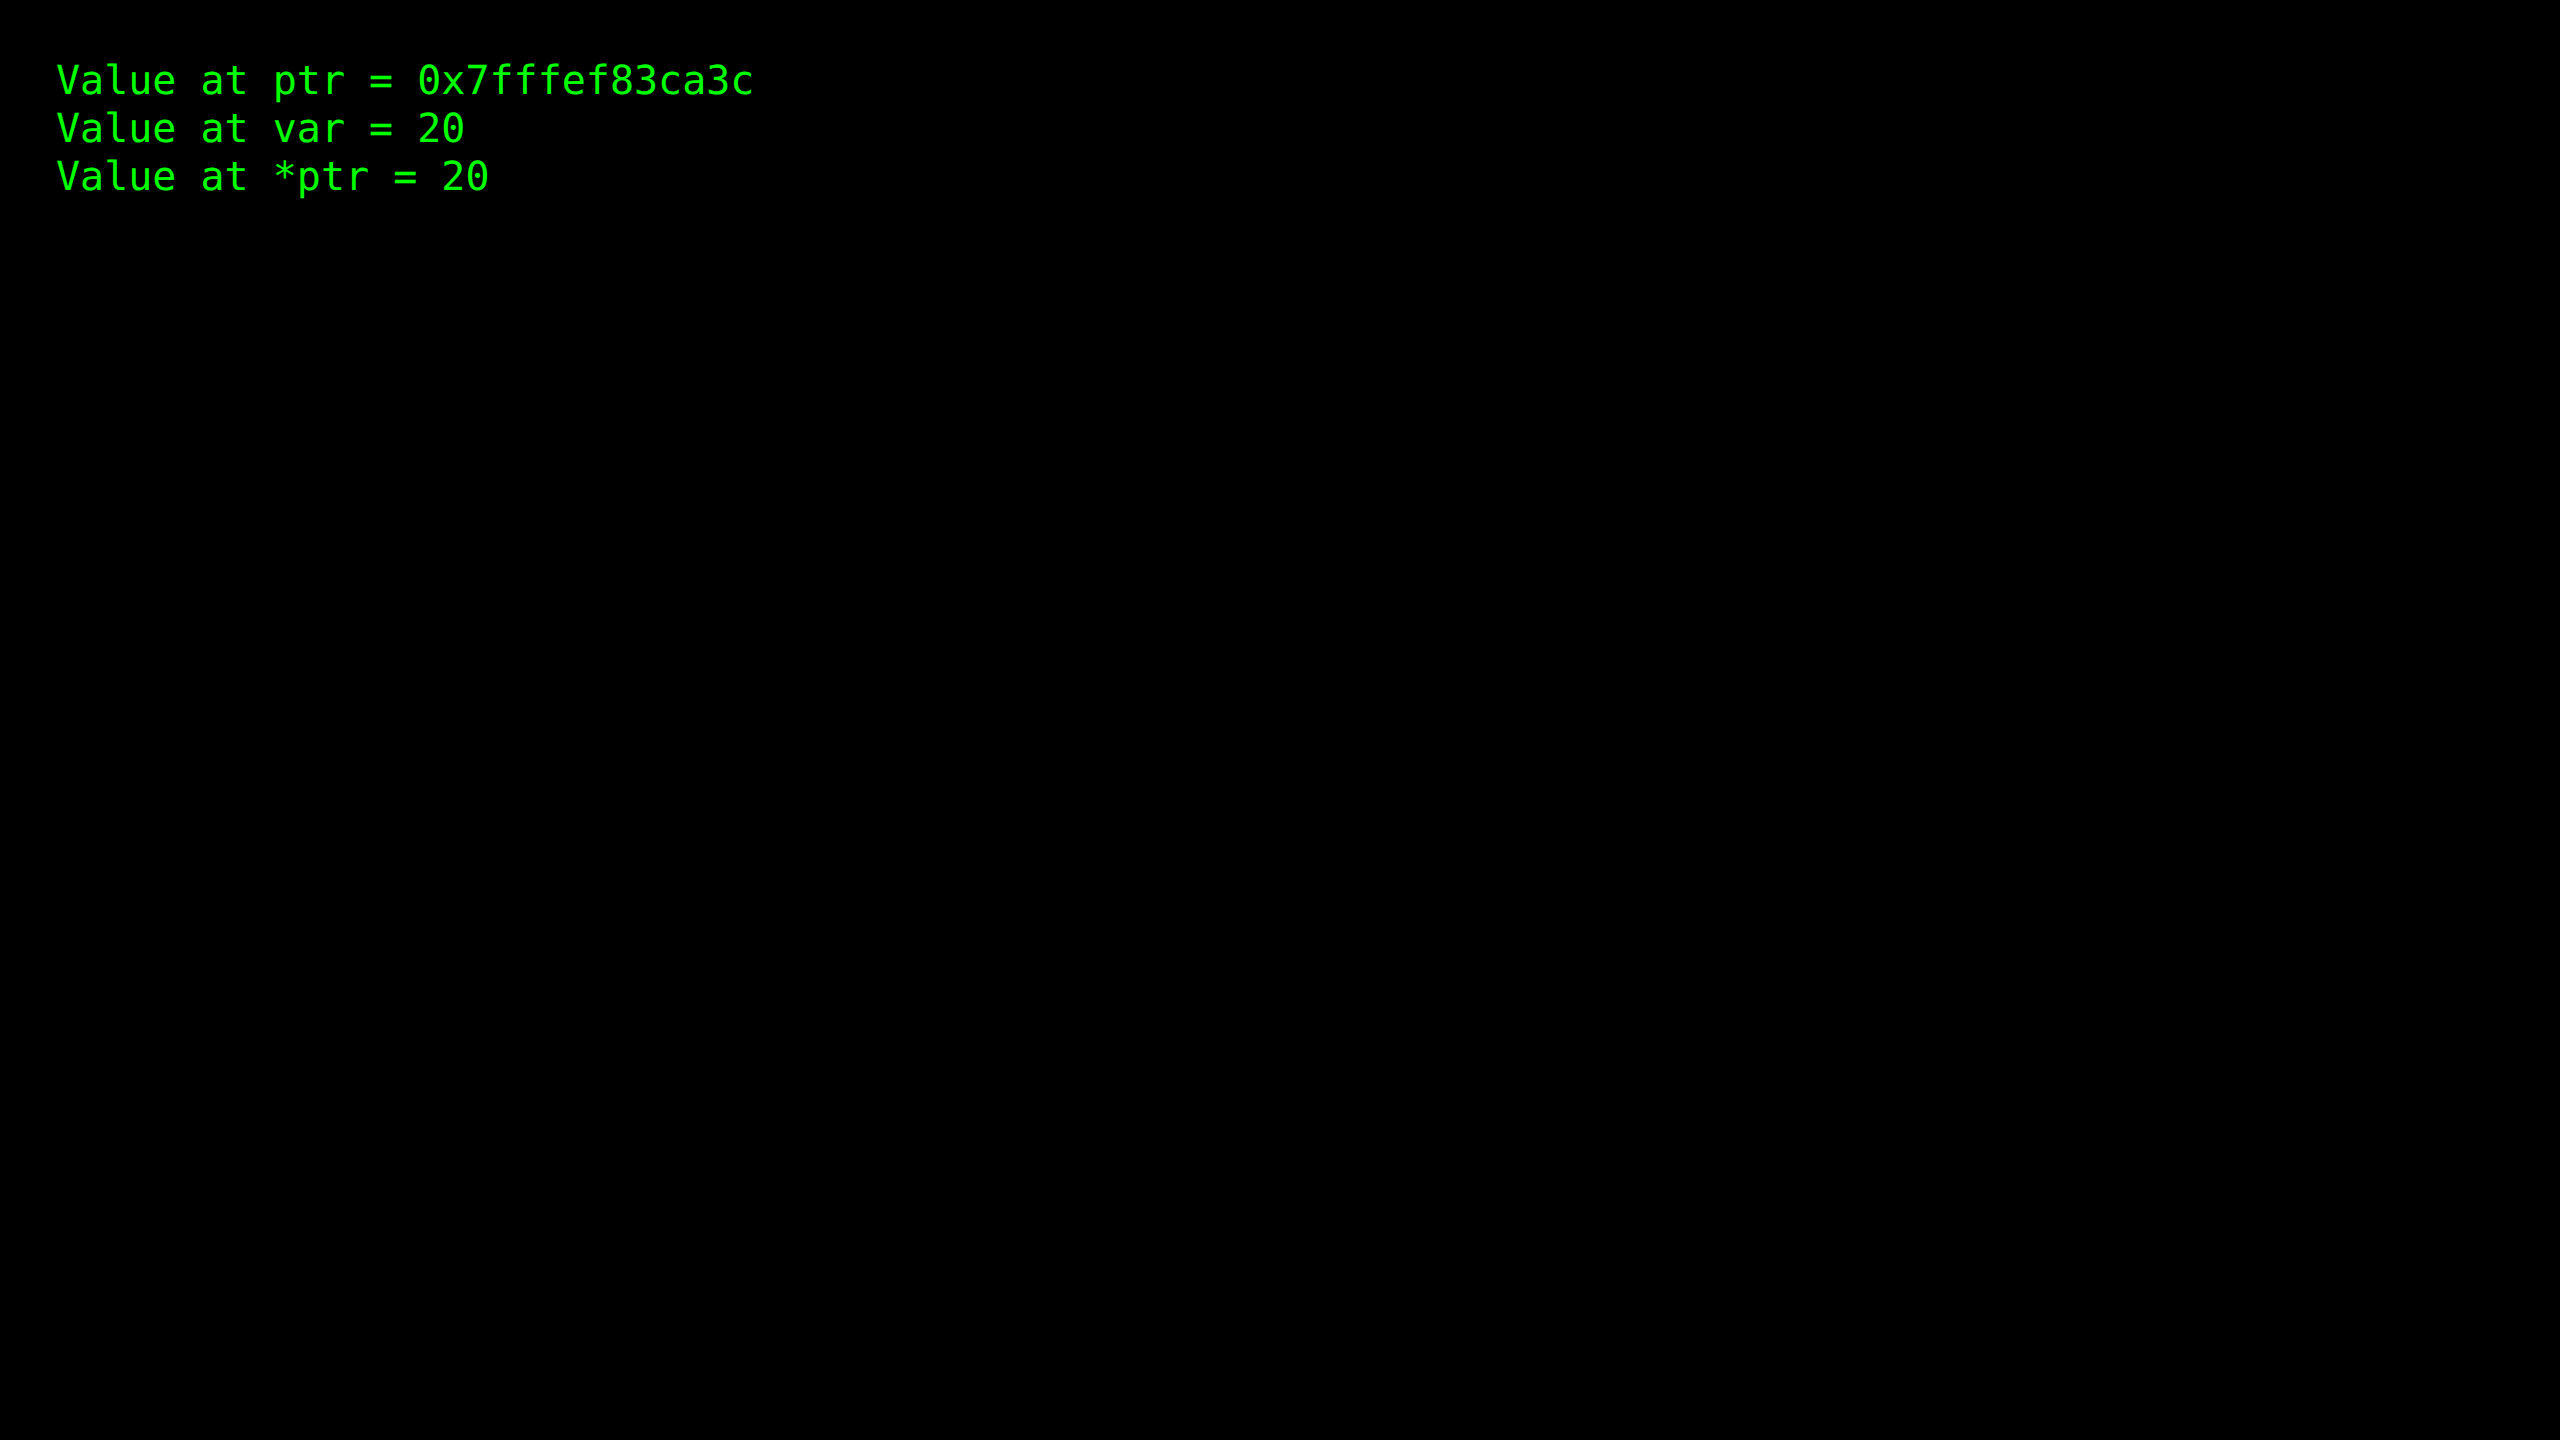 Value at ptr = 0x7fffef83ca3c
Value at var = 20
Value at *ptr = 20